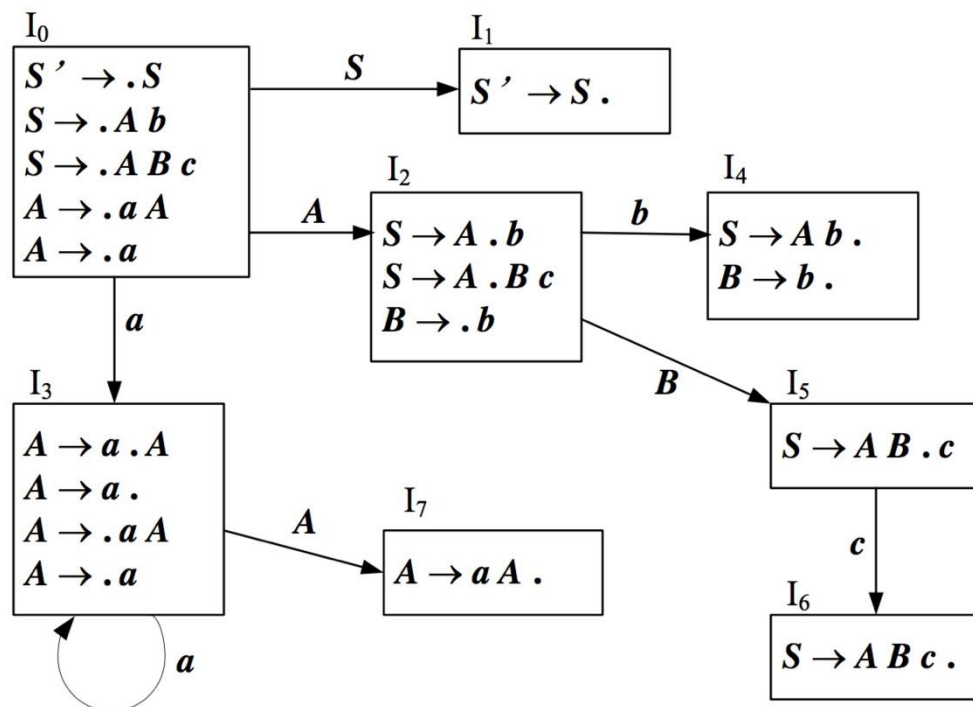 I₀
S' → . S
S → . A b
S → . A B c
A → . a A
A → . a
S
I₁
S' → S .
A
I₂
S → A . b
S → A . B c
B → . b
b
I₄
S → A b .
B → b .
a
B
I₃
A → a . A
A → a .
A → . a A
A → . a
I₅
S → A B . c
A
I₇
A → a A .
c
I₆
S → A B c .
a